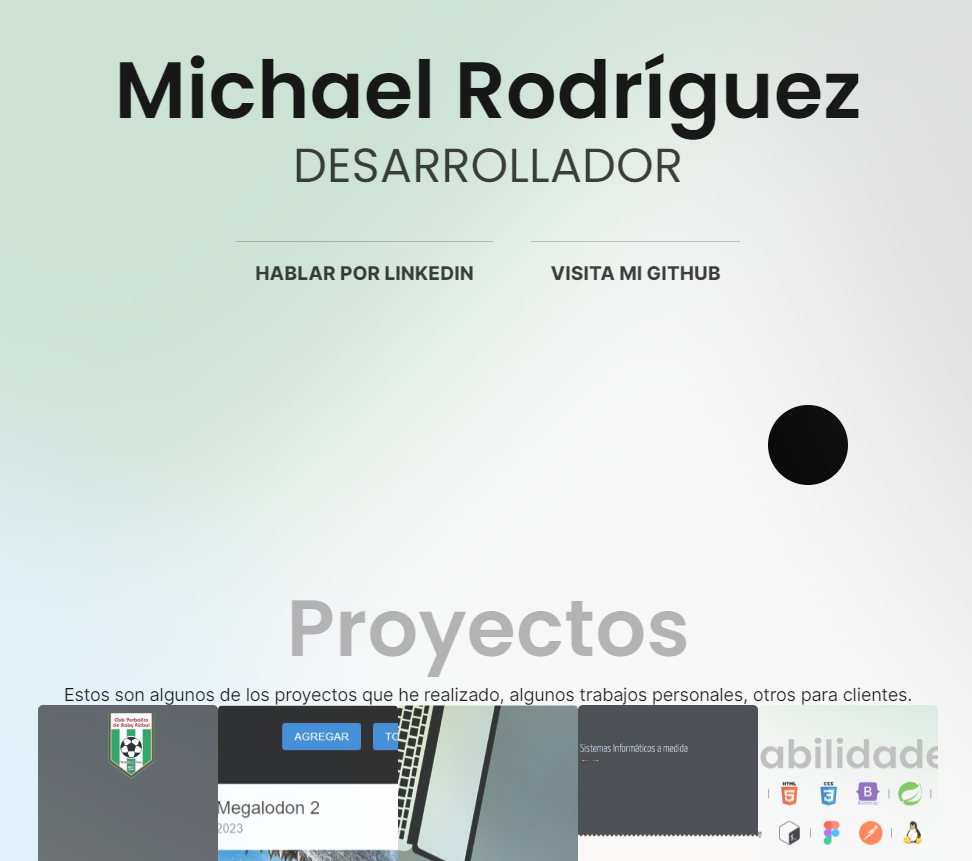 Michael Rodríguez
DESARROLLADOR
HABLAR POR LINKEDIN
VISITA MI GITHUB
Proyectos
Estos son algunos de los proyectos que he realizado, algunos trabajos personales, otros para clientes.
Club Yerbalito
de Baby Fútbol
AGREGAR
TO
Megalodon 2
2023
Sistemas Informáticos a medida
abilidade
HTML
CSS
Bootstrap